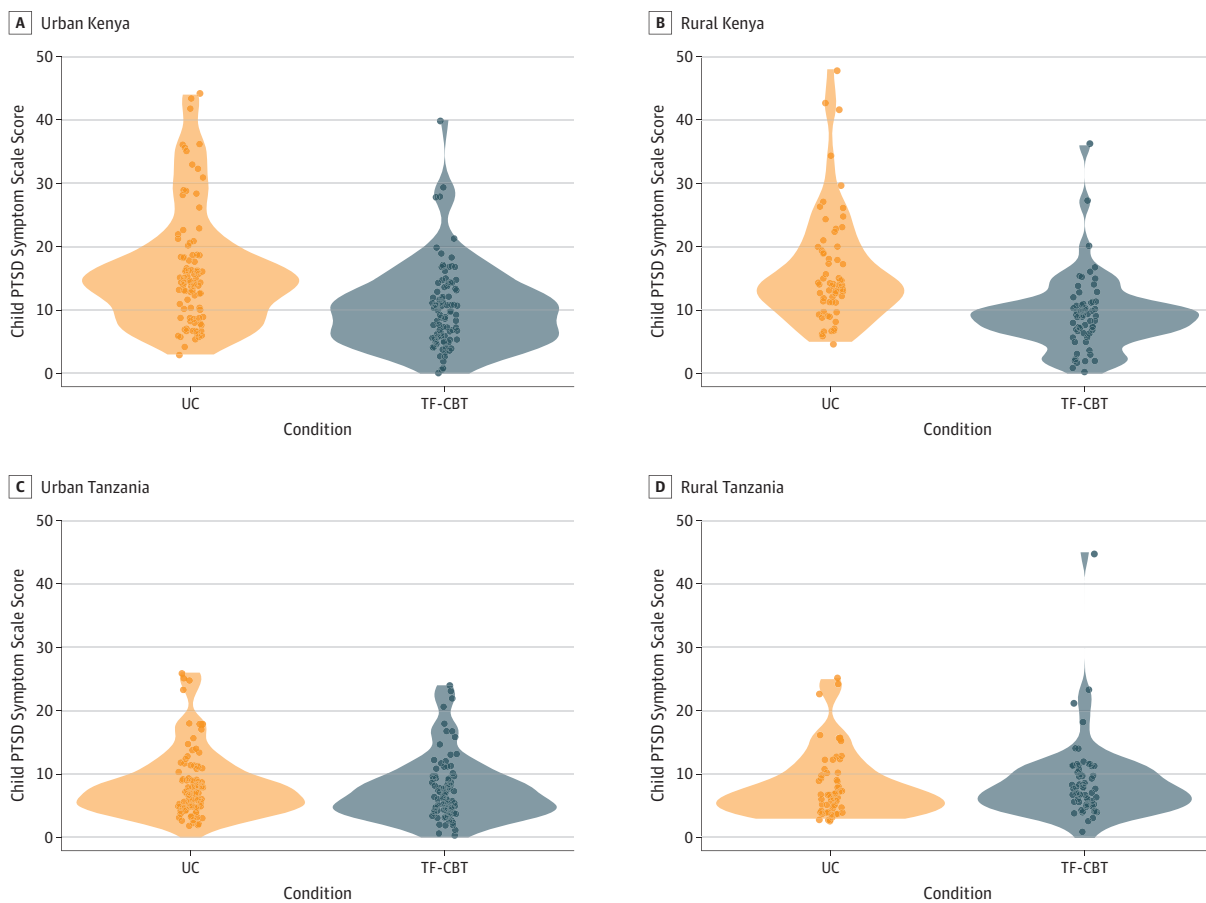 A Urban Kenya
Child PTSD Symptom Scale Score
50
40
30
20
10
0
UC TF-CBT
Condition
B Rural Kenya
Child PTSD Symptom Scale Score
50
40
30
20
10
0
UC TF-CBT
Condition
C Urban Tanzania
Child PTSD Symptom Scale Score
50
40
30
20
10
0
UC TF-CBT
Condition
D Rural Tanzania
Child PTSD Symptom Scale Score
50
40
30
20
10
0
UC TF-CBT
Condition